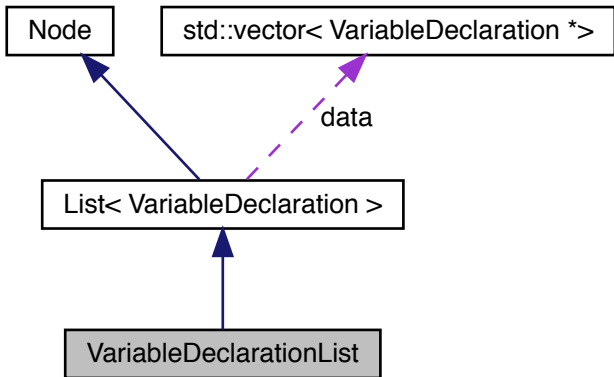 Node
std::vector< VariableDeclaration *>
data
List< VariableDeclaration >
VariableDeclarationList